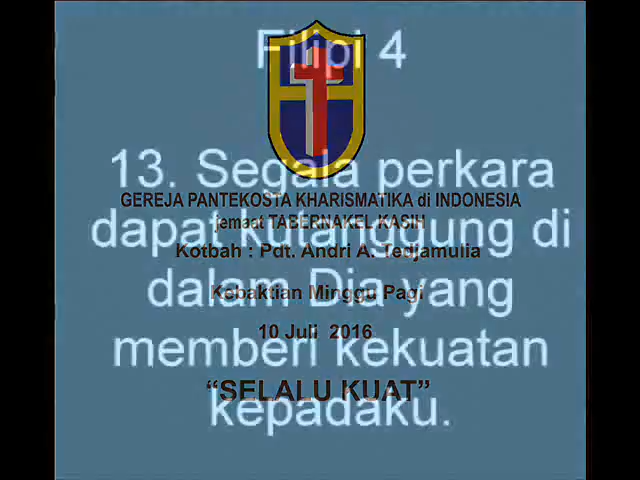 Filipi 4
13. Segala perkara
dapat kutanggung di
dalam Dia yang
memberi kekuatan
kepadaku.
GEREJA PANTEKOSTA KHARISMATIKA di INDONESIA
jemaat TABERNAKEL KASIH
Kotbah : Pdt. Andri A. Tedjamulia
Kebaktian Minggu Pagi
10 Juli 2016
“SELALU KUAT”